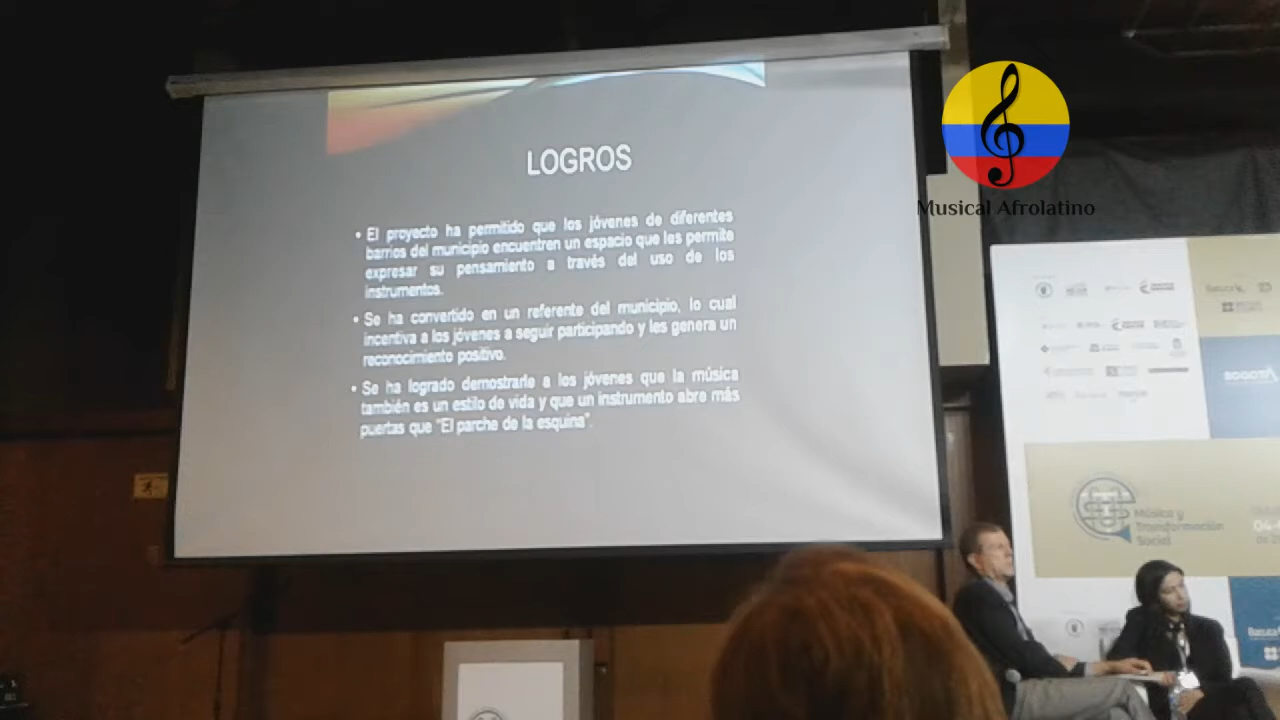 LOGROS
• El proyecto ha permitido que los jóvenes de diferentes
barrios del municipio encuentren un espacio que les permite
expresar su pensamiento a través del uso de los
instrumentos.
• Se ha convertido en un referente del municipio, lo cual
incentiva a los jóvenes a seguir participando y les genera un
reconocimiento positivo.
• Se ha logrado demostrarle a los jóvenes que la música
también es un estilo de vida y que un instrumento abre más
puertas que "El parche de la esquina".
Musical Afrolatino
Batuta
BOGOTÁ
Música y
Transformación
Social
Batuta